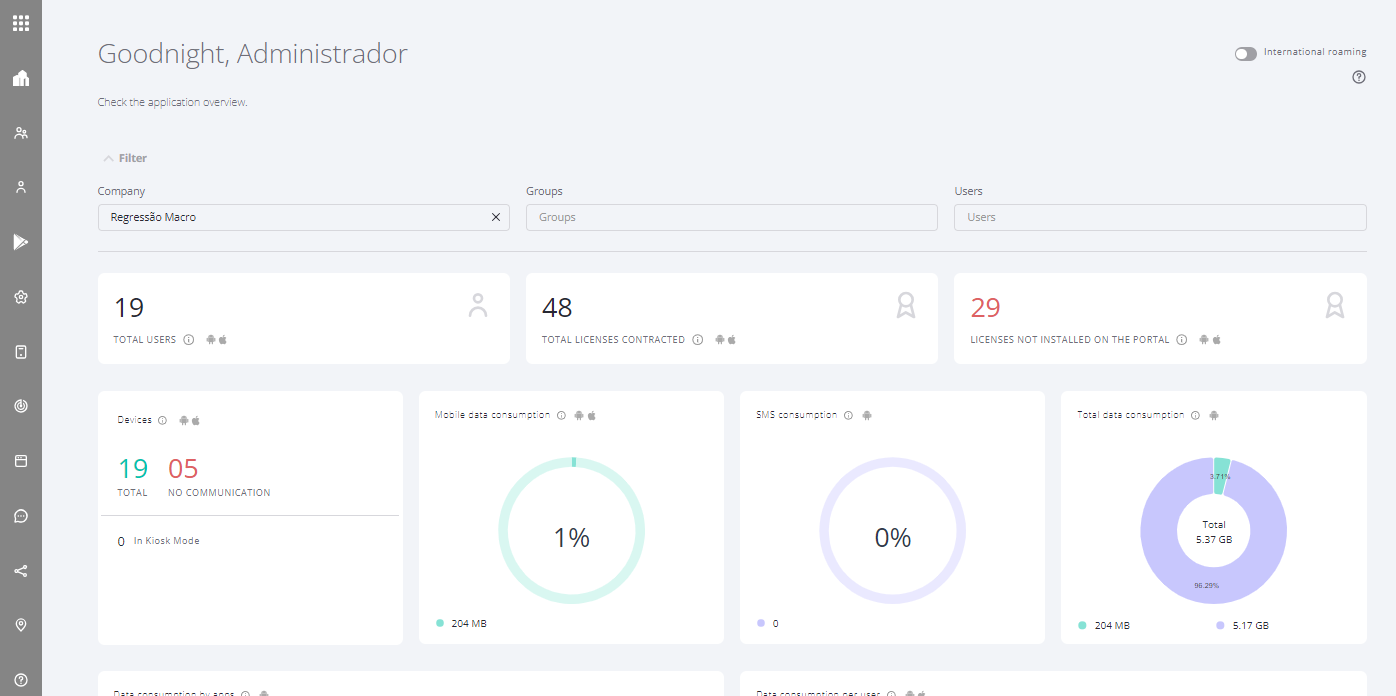 Goodnight, Administrador
International roaming
Check the application overview.
Filter
Company
Groups
Users
Regressão Macro
Groups
Users
19
TOTAL USERS
48
TOTAL LICENSES CONTRACTED
29
LICENSES NOT INSTALLED ON THE PORTAL
Devices
19
05
TOTAL
NO COMMUNICATION
0 In Kiosk Mode
Mobile data consumption
1%
204 MB
SMS consumption
0%
0
Total data consumption
3.71%
Total
5.37 GB
96.29%
204 MB
5.17 GB
Data consumption by apps
Data consumption per user